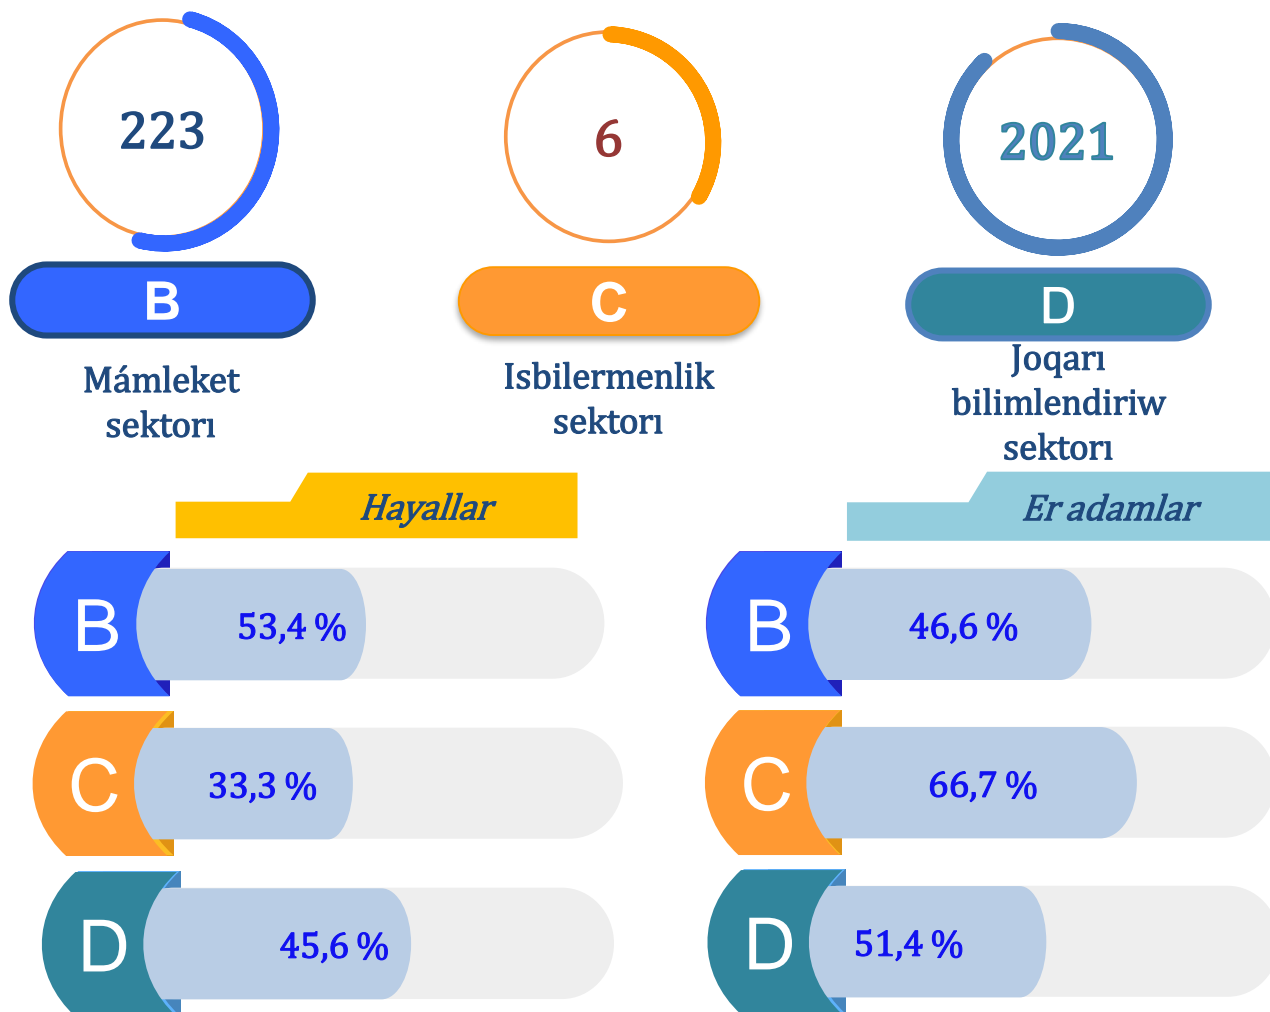 223
6
2021
B
C
D
Mámleket
sektorı
Isbilermenlik
sektorı
Joqarı
bilimlendiriw
sektorı
Hayallar
Er adamlar
B
53,4 %
B
46,6 %
C
33,3 %
C
66,7 %
D
45,6 %
D
51,4 %